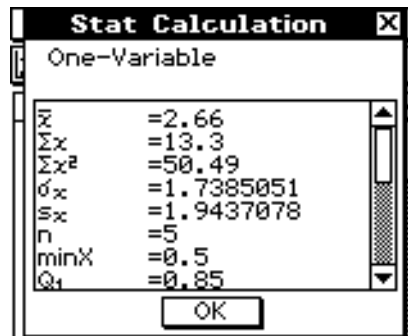 Stat Calculation
One-Variable
x̄ =2.66
Σx =13.3
Σx² =50.49
σx =1.7385051
sx =1.9437078
n =5
minX =0.5
Q₁ =0.85
OK